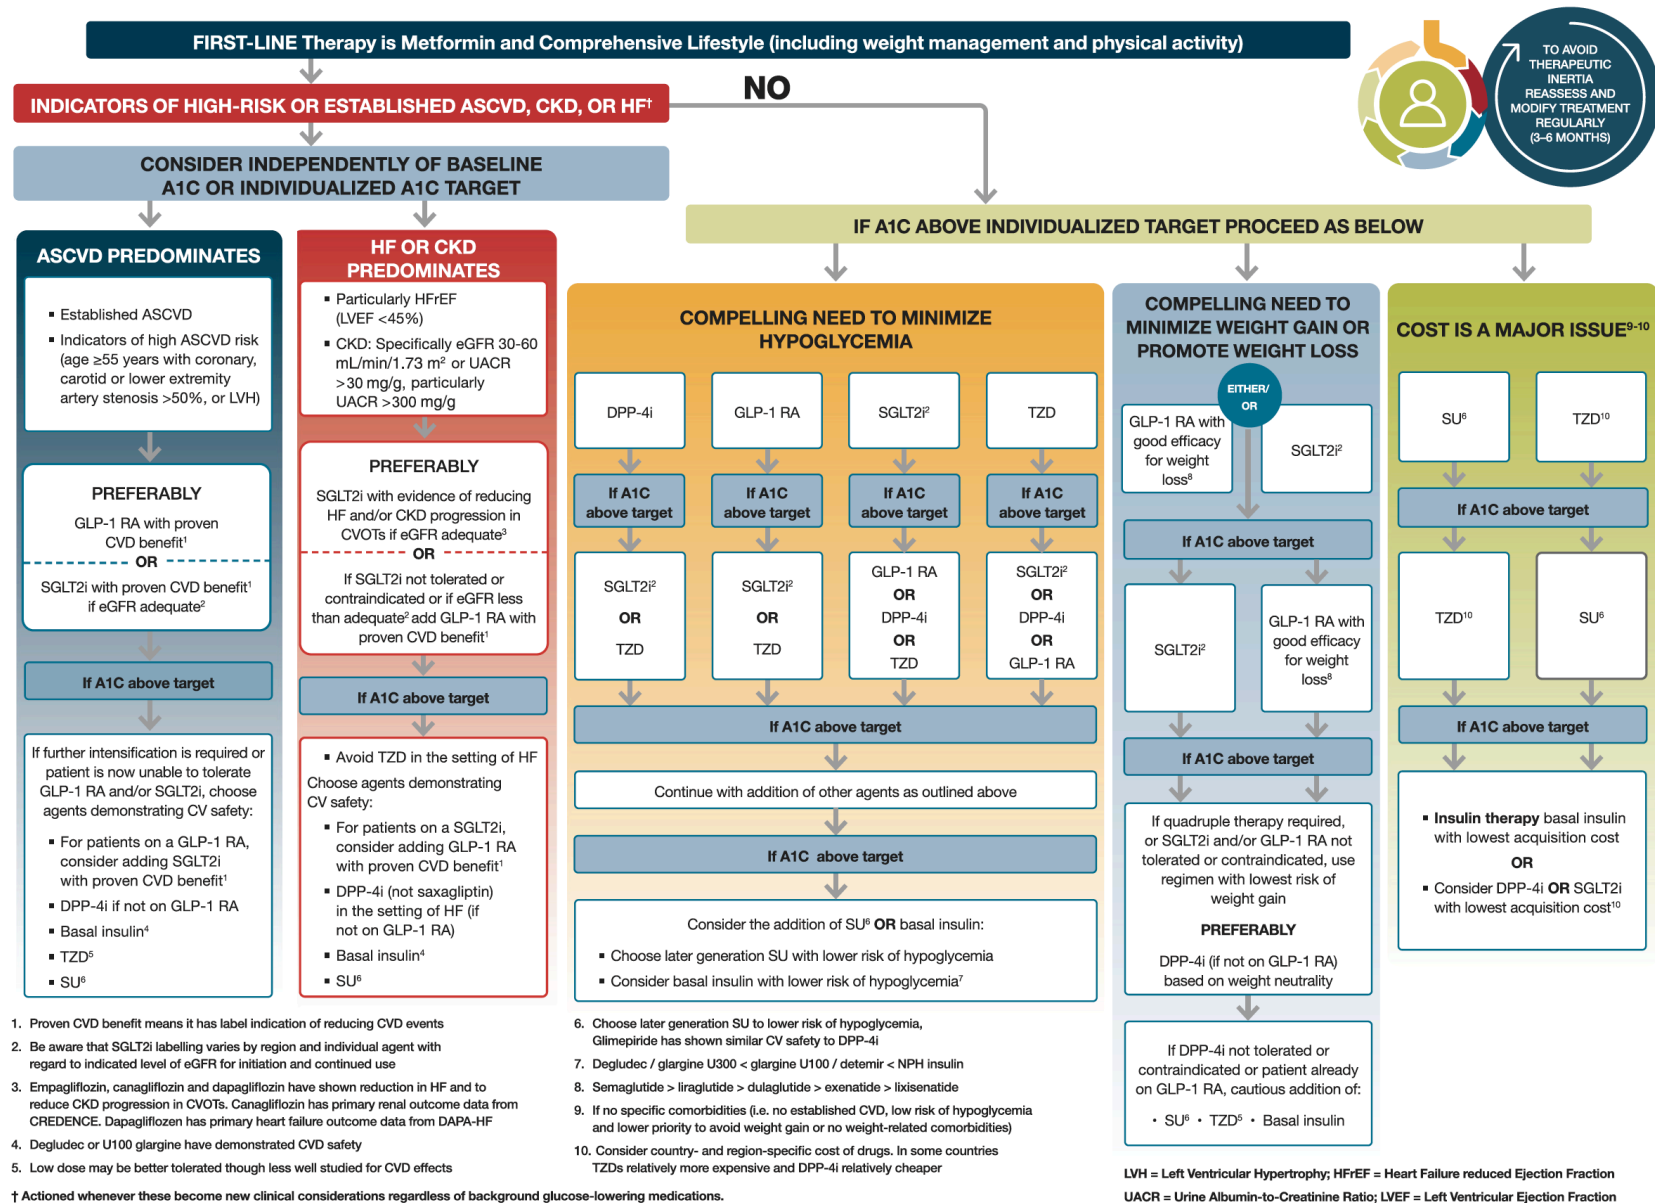 FIRST-LINE Therapy is Metformin and Comprehensive Lifestyle (including weight management and physical activity)
TO AVOID
THERAPEUTIC
INERTIA
REASSESS AND
MODIFY TREATMENT
REGULARLY
(3–6 MONTHS)
INDICATORS OF HIGH-RISK OR ESTABLISHED ASCVD, CKD, OR HF†
NO
CONSIDER INDEPENDENTLY OF BASELINE
A1C OR INDIVIDUALIZED A1C TARGET
IF A1C ABOVE INDIVIDUALIZED TARGET PROCEED AS BELOW
ASCVD PREDOMINATES
▪ Established ASCVD
▪ Indicators of high ASCVD risk
(age ≥55 years with coronary,
carotid or lower extremity
artery stenosis >50%, or LVH)
PREFERABLY
GLP-1 RA with proven
CVD benefit¹
OR
SGLT2i with proven CVD benefit¹
if eGFR adequate²
If A1C above target
If further intensification is required or
patient is now unable to tolerate
GLP-1 RA and/or SGLT2i, choose
agents demonstrating CV safety:
▪ For patients on a GLP-1 RA,
consider adding SGLT2i
with proven CVD benefit¹
▪ DPP-4i if not on GLP-1 RA
▪ Basal insulin⁴
▪ TZD⁵
▪ SU⁶
HF OR CKD
PREDOMINATES
▪ Particularly HFrEF
(LVEF <45%)
▪ CKD: Specifically eGFR 30-60
mL/min/1.73 m² or UACR
>30 mg/g, particularly
UACR >300 mg/g
PREFERABLY
SGLT2i with evidence of reducing
HF and/or CKD progression in
CVOTs if eGFR adequate³
OR
If SGLT2i not tolerated or
contraindicated or if eGFR less
than adequate² add GLP-1 RA with
proven CVD benefit¹
If A1C above target
▪ Avoid TZD in the setting of HF
Choose agents demonstrating
CV safety:
▪ For patients on a SGLT2i,
consider adding GLP-1 RA
with proven CVD benefit¹
▪ DPP-4i (not saxagliptin)
in the setting of HF (if
not on GLP-1 RA)
▪ Basal insulin⁴
▪ SU⁶
COMPELLING NEED TO MINIMIZE
HYPOGLYCEMIA
DPP-4i
GLP-1 RA
SGLT2i²
TZD
If A1C
above target
If A1C
above target
If A1C
above target
If A1C
above target
SGLT2i²
OR
TZD
SGLT2i²
OR
TZD
GLP-1 RA
OR
DPP-4i
OR
TZD
SGLT2i²
OR
DPP-4i
OR
GLP-1 RA
If A1C above target
Continue with addition of other agents as outlined above
If A1C above target
Consider the addition of SU⁶ OR basal insulin:
▪ Choose later generation SU with lower risk of hypoglycemia
▪ Consider basal insulin with lower risk of hypoglycemia⁷
COMPELLING NEED TO
MINIMIZE WEIGHT GAIN OR
PROMOTE WEIGHT LOSS
EITHER/
OR
GLP-1 RA with
good efficacy
for weight
loss⁸
SGLT2i²
If A1C above target
SGLT2i²
GLP-1 RA with
good efficacy
for weight
loss⁸
If A1C above target
If quadruple therapy required,
or SGLT2i and/or GLP-1 RA not
tolerated or contraindicated, use
regimen with lowest risk of
weight gain
PREFERABLY
DPP-4i (if not on GLP-1 RA)
based on weight neutrality
If DPP-4i not tolerated or
contraindicated or patient already
on GLP-1 RA, cautious addition of:
· SU⁶ · TZD⁵ · Basal insulin
COST IS A MAJOR ISSUE⁹⁻¹⁰
SU⁶
TZD¹⁰
If A1C above target
TZD¹⁰
SU⁶
If A1C above target
▪ Insulin therapy basal insulin
with lowest acquisition cost
OR
▪ Consider DPP-4i OR SGLT2i
with lowest acquisition cost¹⁰
1. Proven CVD benefit means it has label indication of reducing CVD events
2. Be aware that SGLT2i labelling varies by region and individual agent with
regard to indicated level of eGFR for initiation and continued use
3. Empagliflozin, canagliflozin and dapagliflozin have shown reduction in HF and to
reduce CKD progression in CVOTs. Canagliflozin has primary renal outcome data from
CREDENCE. Dapagliflozen has primary heart failure outcome data from DAPA-HF
4. Degludec or U100 glargine have demonstrated CVD safety
5. Low dose may be better tolerated though less well studied for CVD effects
† Actioned whenever these become new clinical considerations regardless of background glucose-lowering medications.
6. Choose later generation SU to lower risk of hypoglycemia,
Glimepiride has shown similar CV safety to DPP-4i
7. Degludec / glargine U300 < glargine U100 / detemir < NPH insulin
8. Semaglutide > liraglutide > dulaglutide > exenatide > lixisenatide
9. If no specific comorbidities (i.e. no established CVD, low risk of hypoglycemia
and lower priority to avoid weight gain or no weight-related comorbidities)
10. Consider country- and region-specific cost of drugs. In some countries
TZDs relatively more expensive and DPP-4i relatively cheaper
LVH = Left Ventricular Hypertrophy; HFrEF = Heart Failure reduced Ejection Fraction
UACR = Urine Albumin-to-Creatinine Ratio; LVEF = Left Ventricular Ejection Fraction